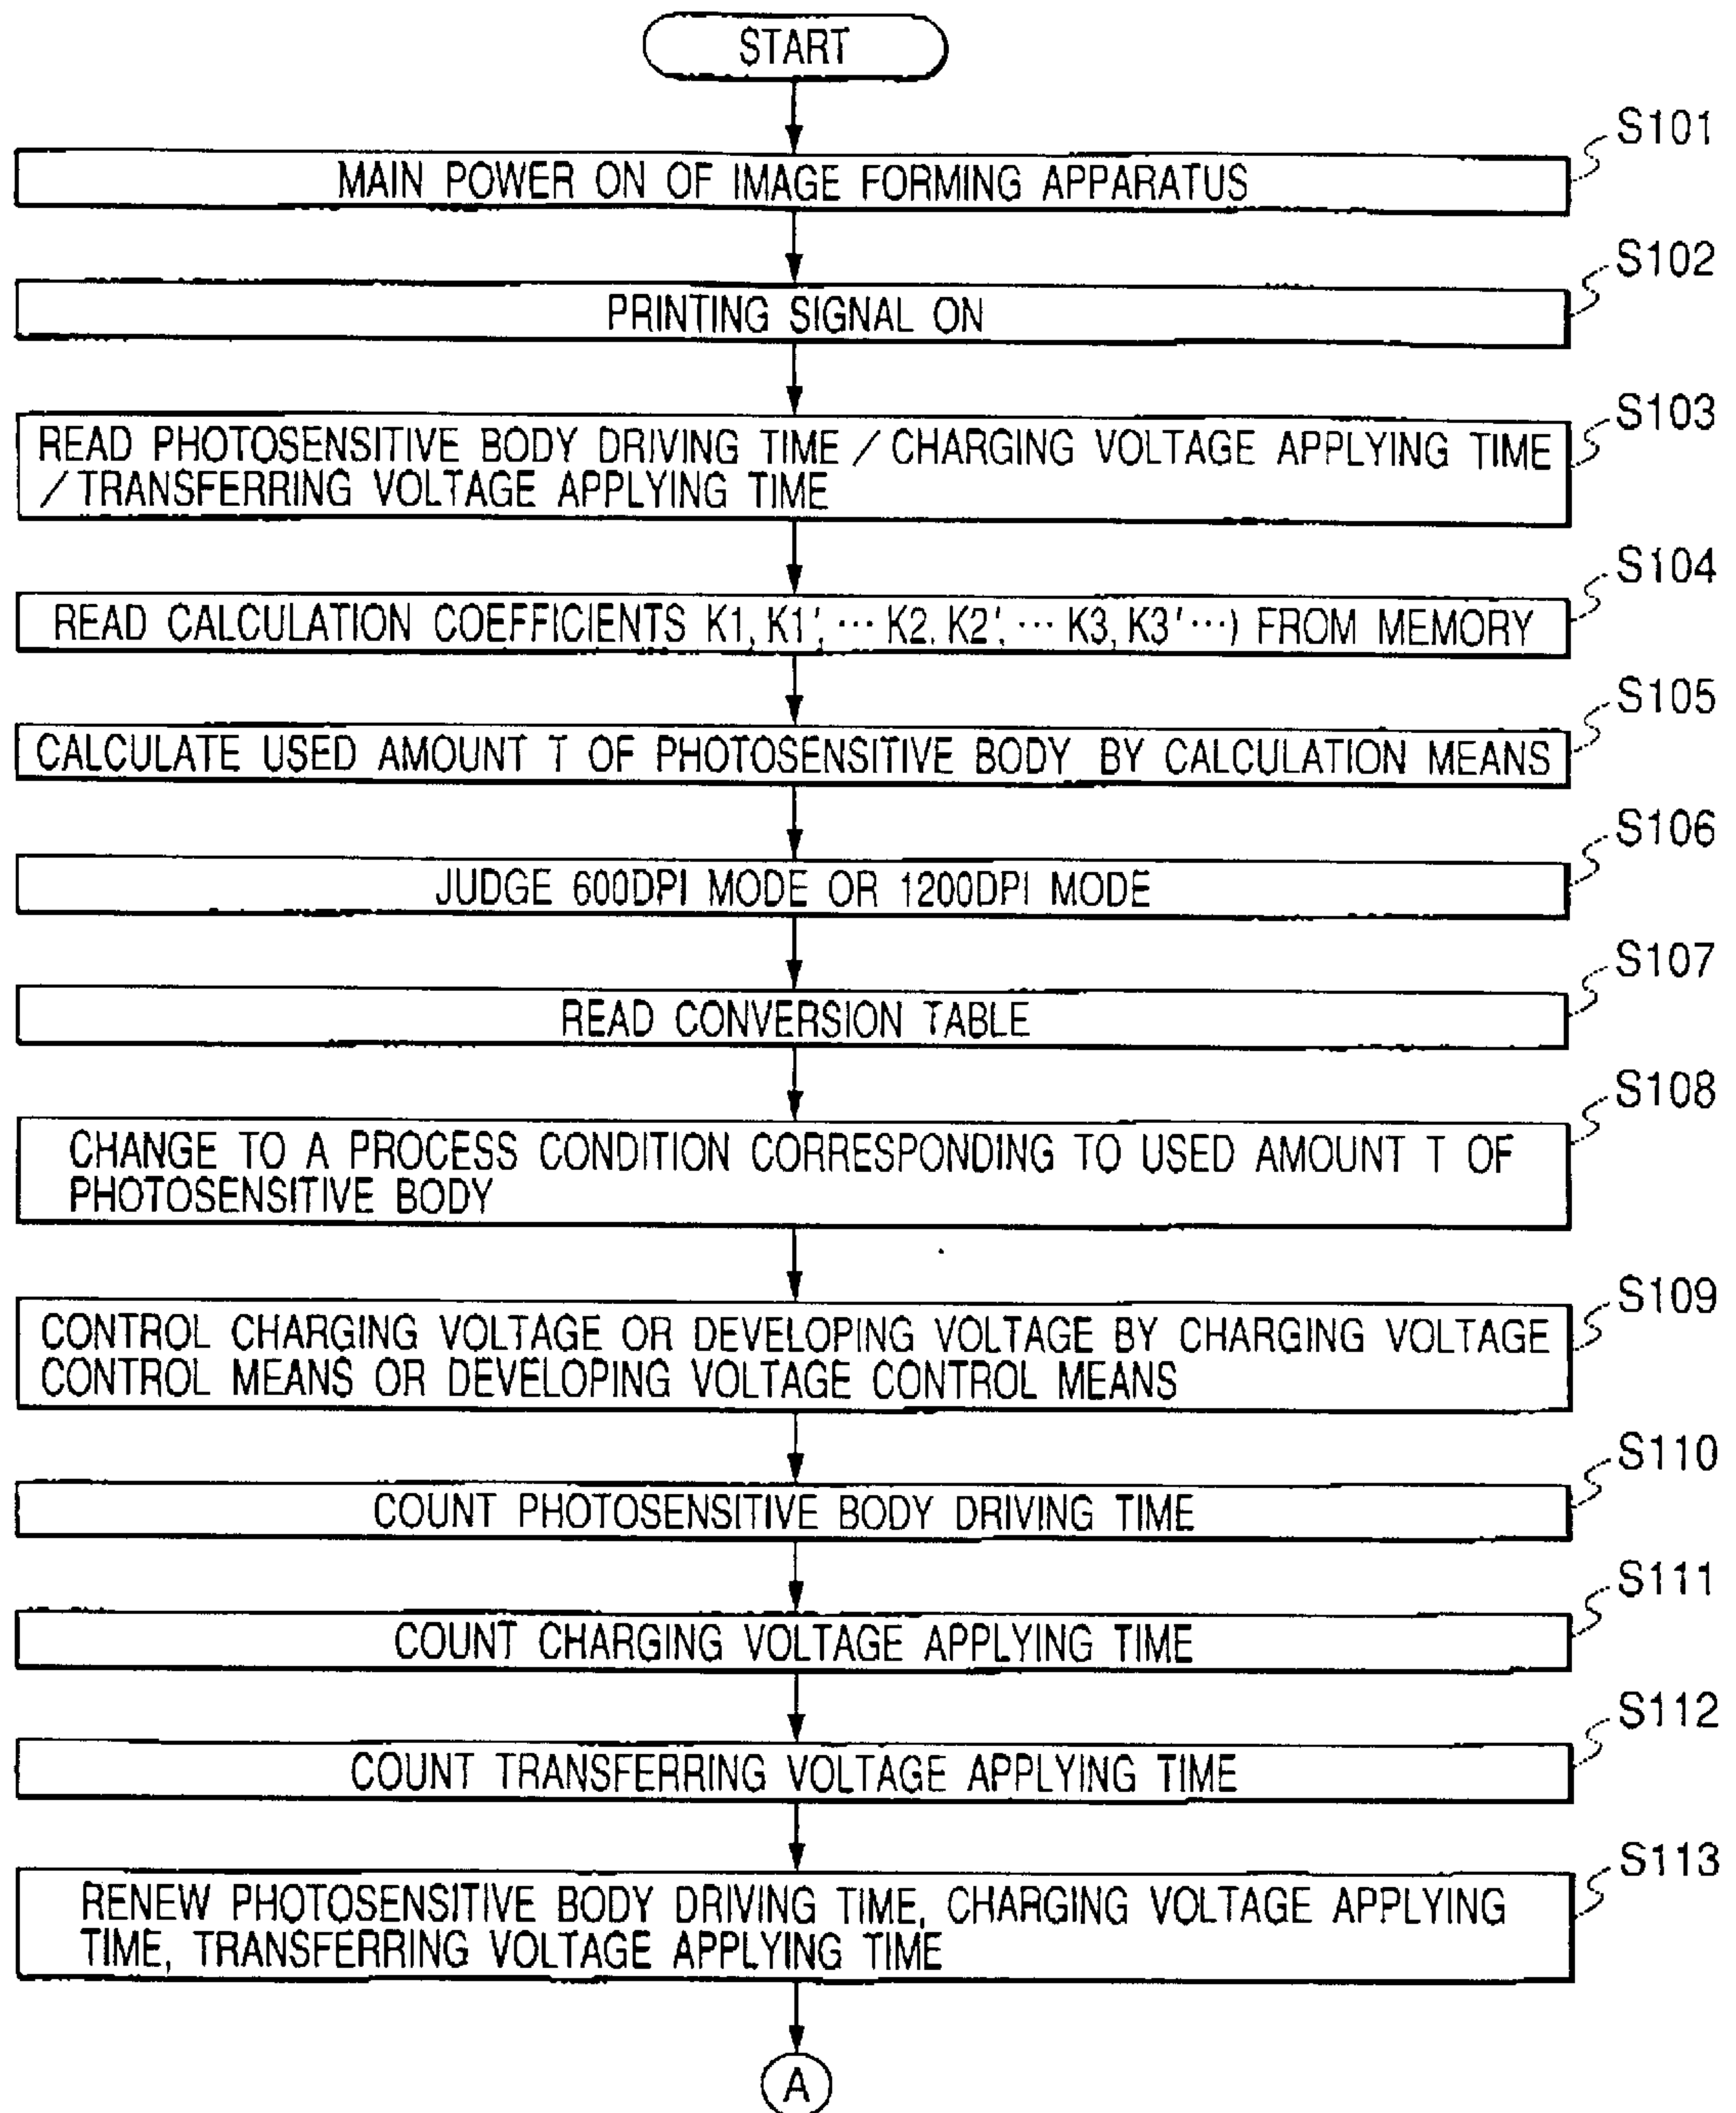 START
S101
MAIN POWER ON OF IMAGE FORMING APPARATUS
S102
PRINTING SIGNAL ON
S103
READ PHOTOSENSITIVE BODY DRIVING TIME / CHARGING VOLTAGE APPLYING TIME
/ TRANSFERRING VOLTAGE APPLYING TIME
S104
READ CALCULATION COEFFICIENTS K1, K1', ··· K2, K2', ··· K3, K3' ···) FROM MEMORY
S105
CALCULATE USED AMOUNT T OF PHOTOSENSITIVE BODY BY CALCULATION MEANS
S106
JUDGE 600DPI MODE OR 1200DPI MODE
S107
READ CONVERSION TABLE
S108
CHANGE TO A PROCESS CONDITION CORRESPONDING TO USED AMOUNT T OF
PHOTOSENSITIVE BODY
S109
CONTROL CHARGING VOLTAGE OR DEVELOPING VOLTAGE BY CHARGING VOLTAGE
CONTROL MEANS OR DEVELOPING VOLTAGE CONTROL MEANS
S110
COUNT PHOTOSENSITIVE BODY DRIVING TIME
S111
COUNT CHARGING VOLTAGE APPLYING TIME
S112
COUNT TRANSFERRING VOLTAGE APPLYING TIME
S113
RENEW PHOTOSENSITIVE BODY DRIVING TIME, CHARGING VOLTAGE APPLYING
TIME, TRANSFERRING VOLTAGE APPLYING TIME
A